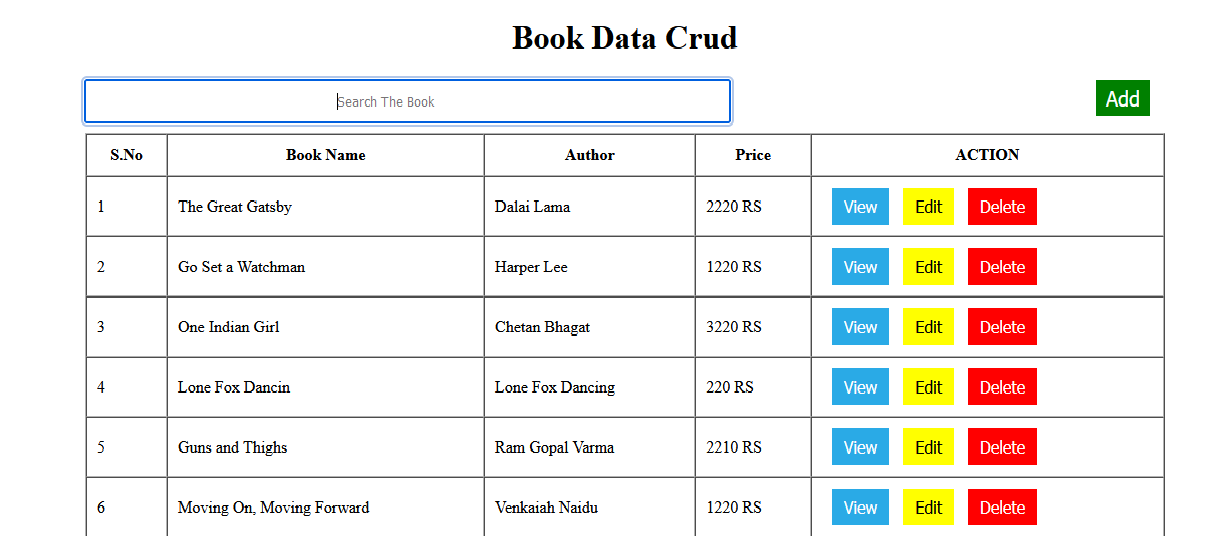 Book Data Crud
Search The Book
Add
S.No Book Name Author Price ACTION
1 The Great Gatsby Dalai Lama 2220 RS View Edit Delete
2 Go Set a Watchman Harper Lee 1220 RS View Edit Delete
3 One Indian Girl Chetan Bhagat 3220 RS View Edit Delete
4 Lone Fox Dancin Lone Fox Dancing 220 RS View Edit Delete
5 Guns and Thighs Ram Gopal Varma 2210 RS View Edit Delete
6 Moving On, Moving Forward Venkaiah Naidu 1220 RS View Edit Delete